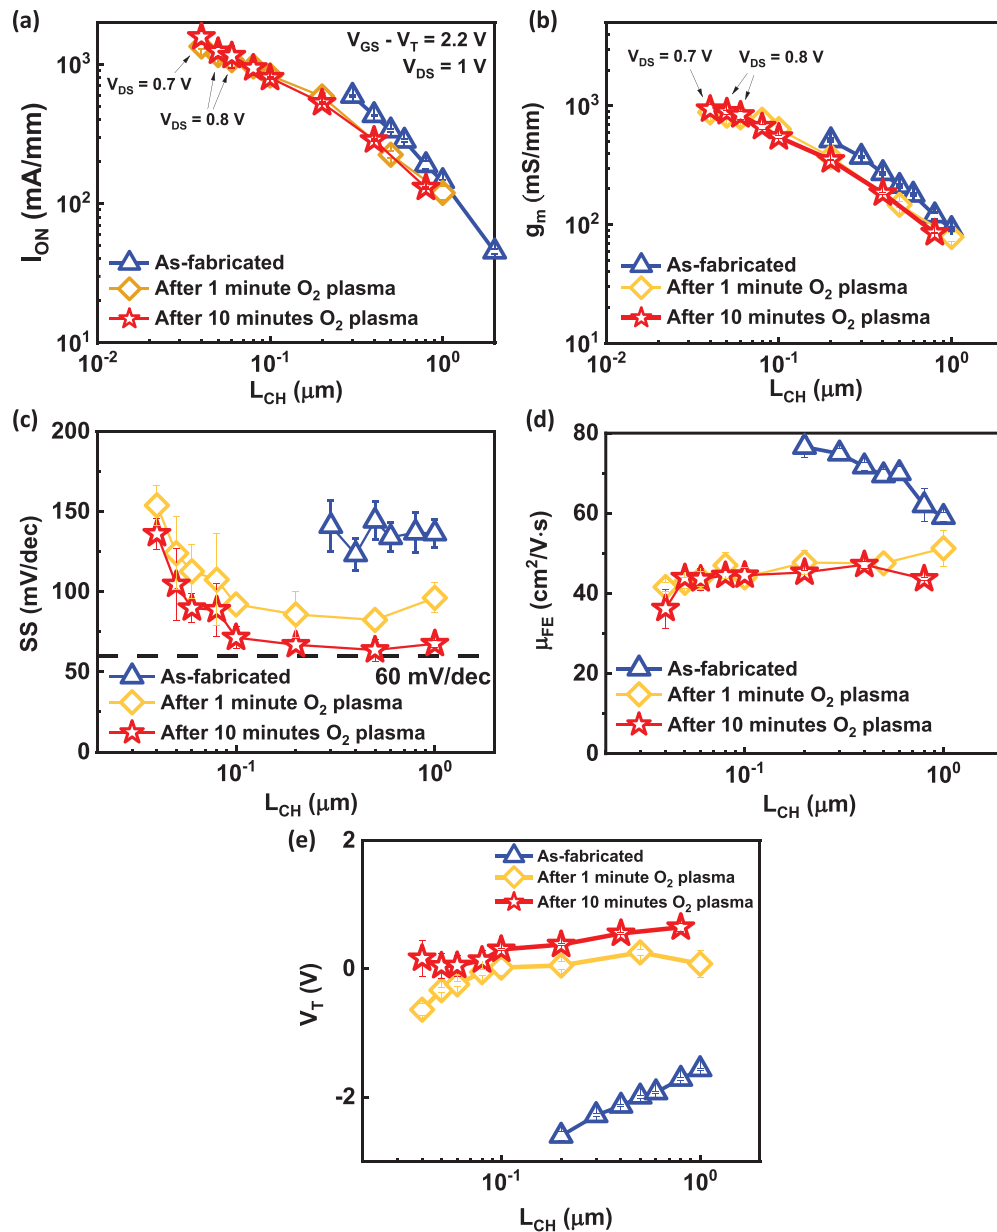 (a)
I_ON (mA/mm)
10^3
10^2
10^1
V_GS - V_T = 2.2 V
V_DS = 1 V
V_DS = 0.7 V
V_DS = 0.8 V
As-fabricated
After 1 minute O_2 plasma
After 10 minutes O_2 plasma
10^-2 10^-1 10^0
L_CH (μm)
(b)
g_m (mS/mm)
10^3
10^2
10^1
V_DS = 0.7 V
V_DS = 0.8 V
As-fabricated
After 1 minute O_2 plasma
After 10 minutes O_2 plasma
10^-2 10^-1 10^0
L_CH (μm)
(c)
SS (mV/dec)
200
150
100
50
0
60 mV/dec
As-fabricated
After 1 minute O_2 plasma
After 10 minutes O_2 plasma
10^-1 10^0
L_CH (μm)
(d)
μ_FE (cm^2/V·s)
80
60
40
20
0
As-fabricated
After 1 minute O_2 plasma
After 10 minutes O_2 plasma
10^-1 10^0
L_CH (μm)
(e)
V_T (V)
2
0
-2
As-fabricated
After 1 minute O_2 plasma
After 10 minutes O_2 plasma
10^-1 10^0
L_CH (μm)